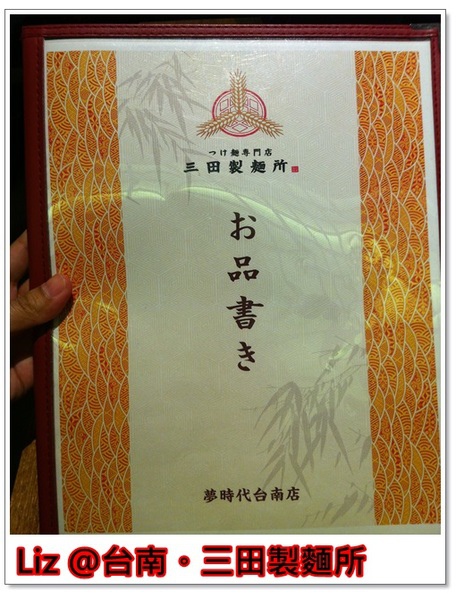 つけ麺専門店
三田製麺所
お品書き
夢時代台南店
Liz @台南。三田製麵所